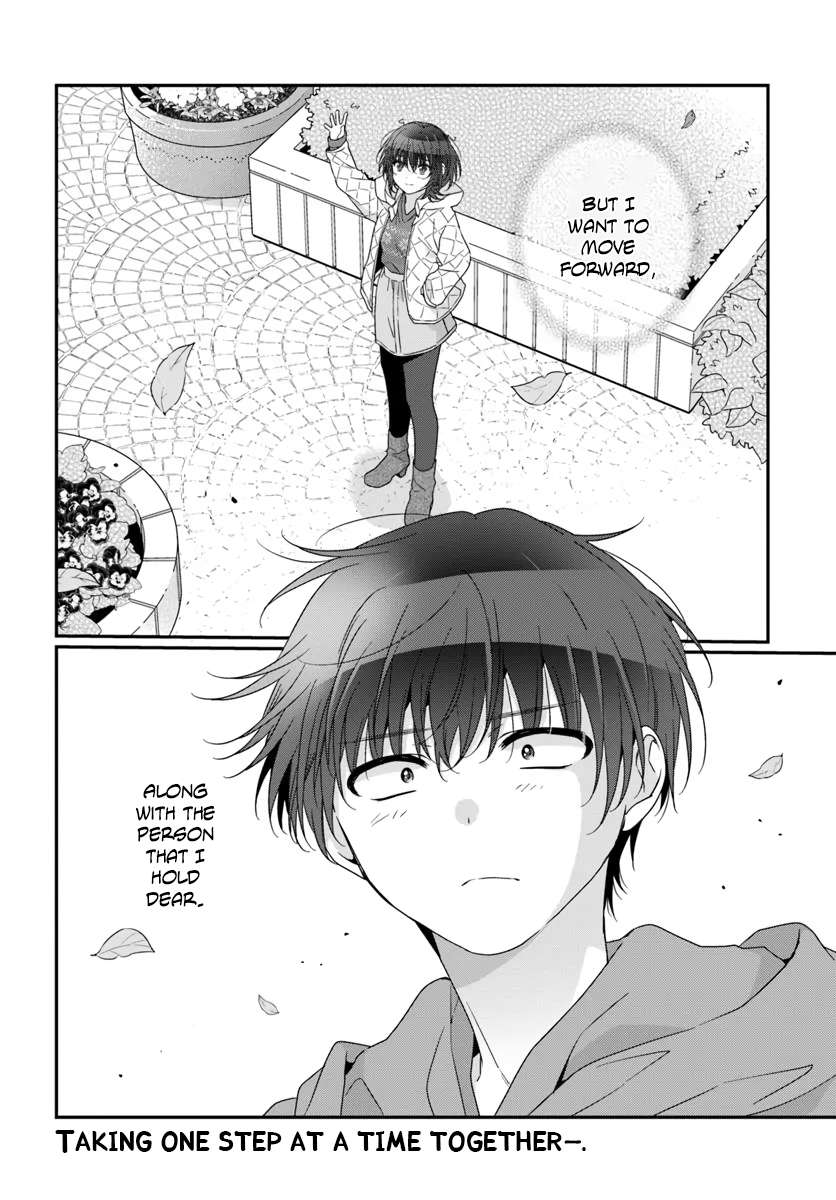 BUT I
WANT TO
MOVE
FORWARD,
ALONG
WITH THE
PERSON
THAT I
HOLD
DEAR.
TAKING ONE STEP AT A TIME TOGETHER—.